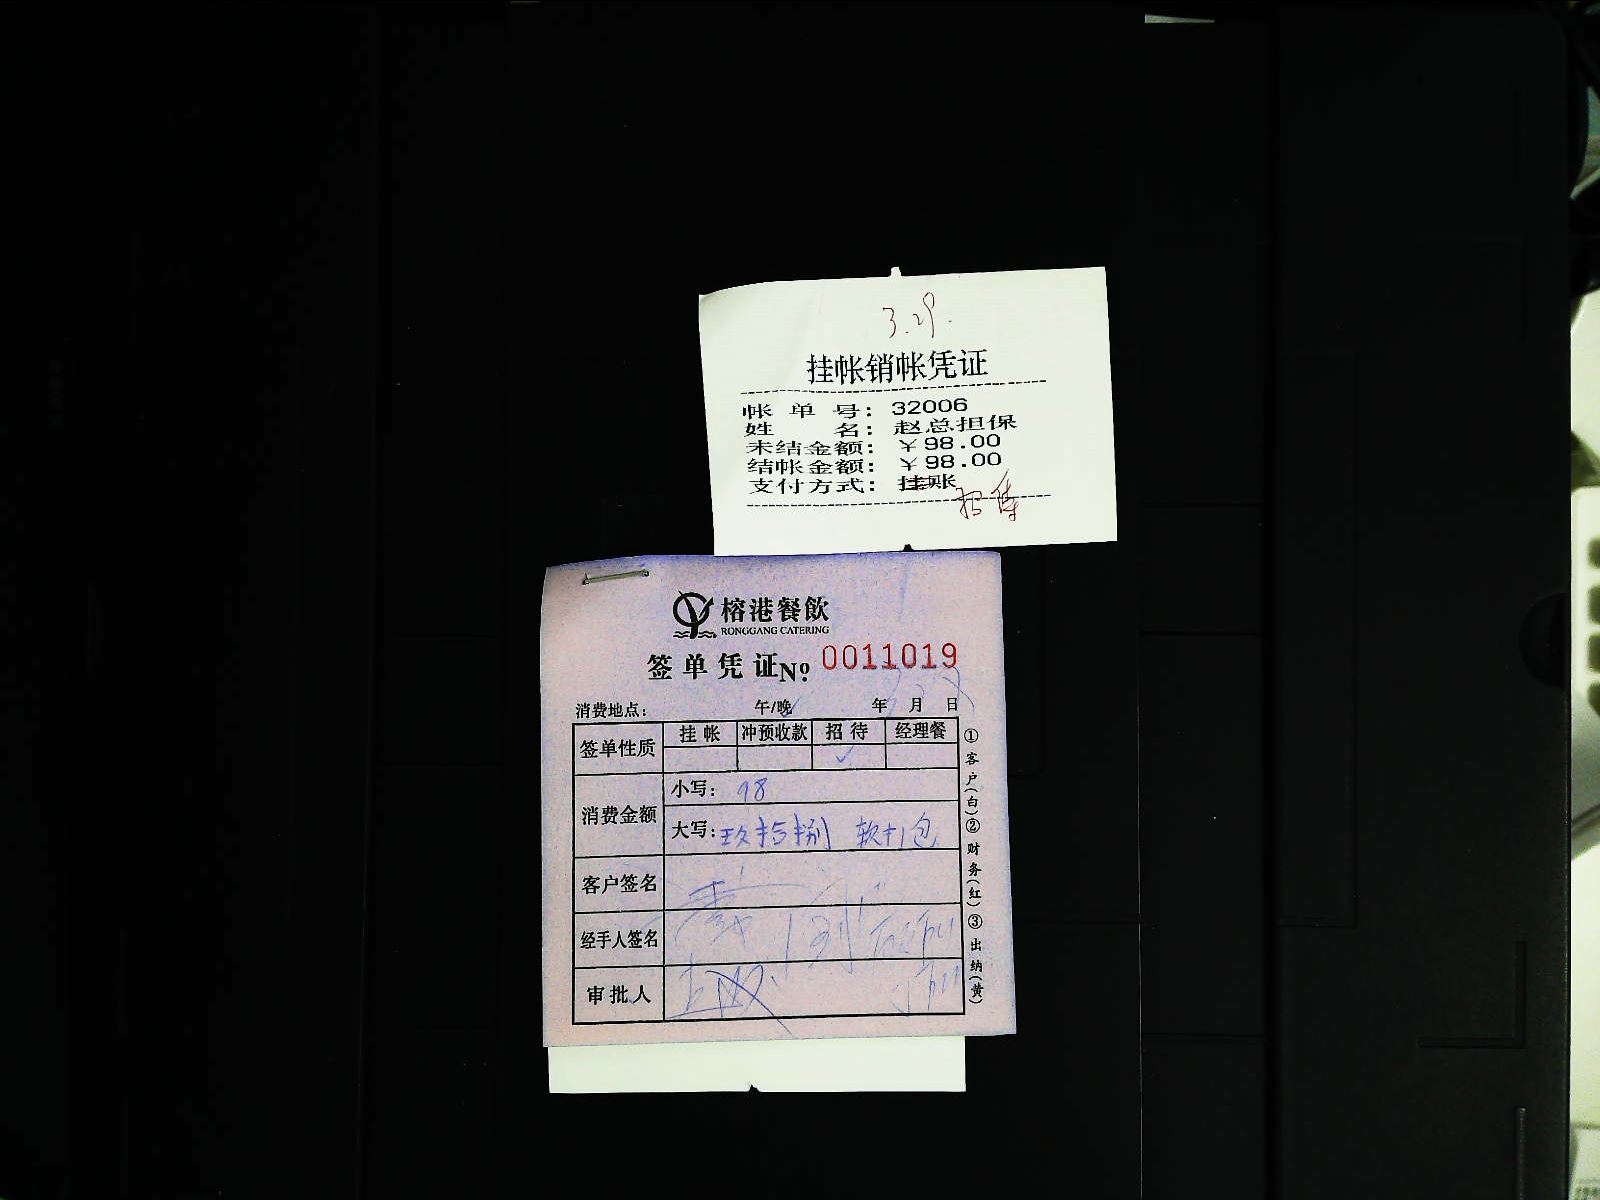 3.29.
挂帐销帐凭证
帐单号：32006
姓名：赵总担保
未结金额：￥98.00
结帐金额：￥98.00
支付方式：挂账
招待
榕港餐飲
RONGGANG CATERING
签单凭证No 0011019
消费地点： 午/晚 年 月 日
签单性质 挂帐 冲预收款 招待 经理餐
✓
消费金额 小写：98
大写：玖拾捌 软打包
客户签名
经手人签名
审批人
①客户(白)②财务(红)③出纳(黄)